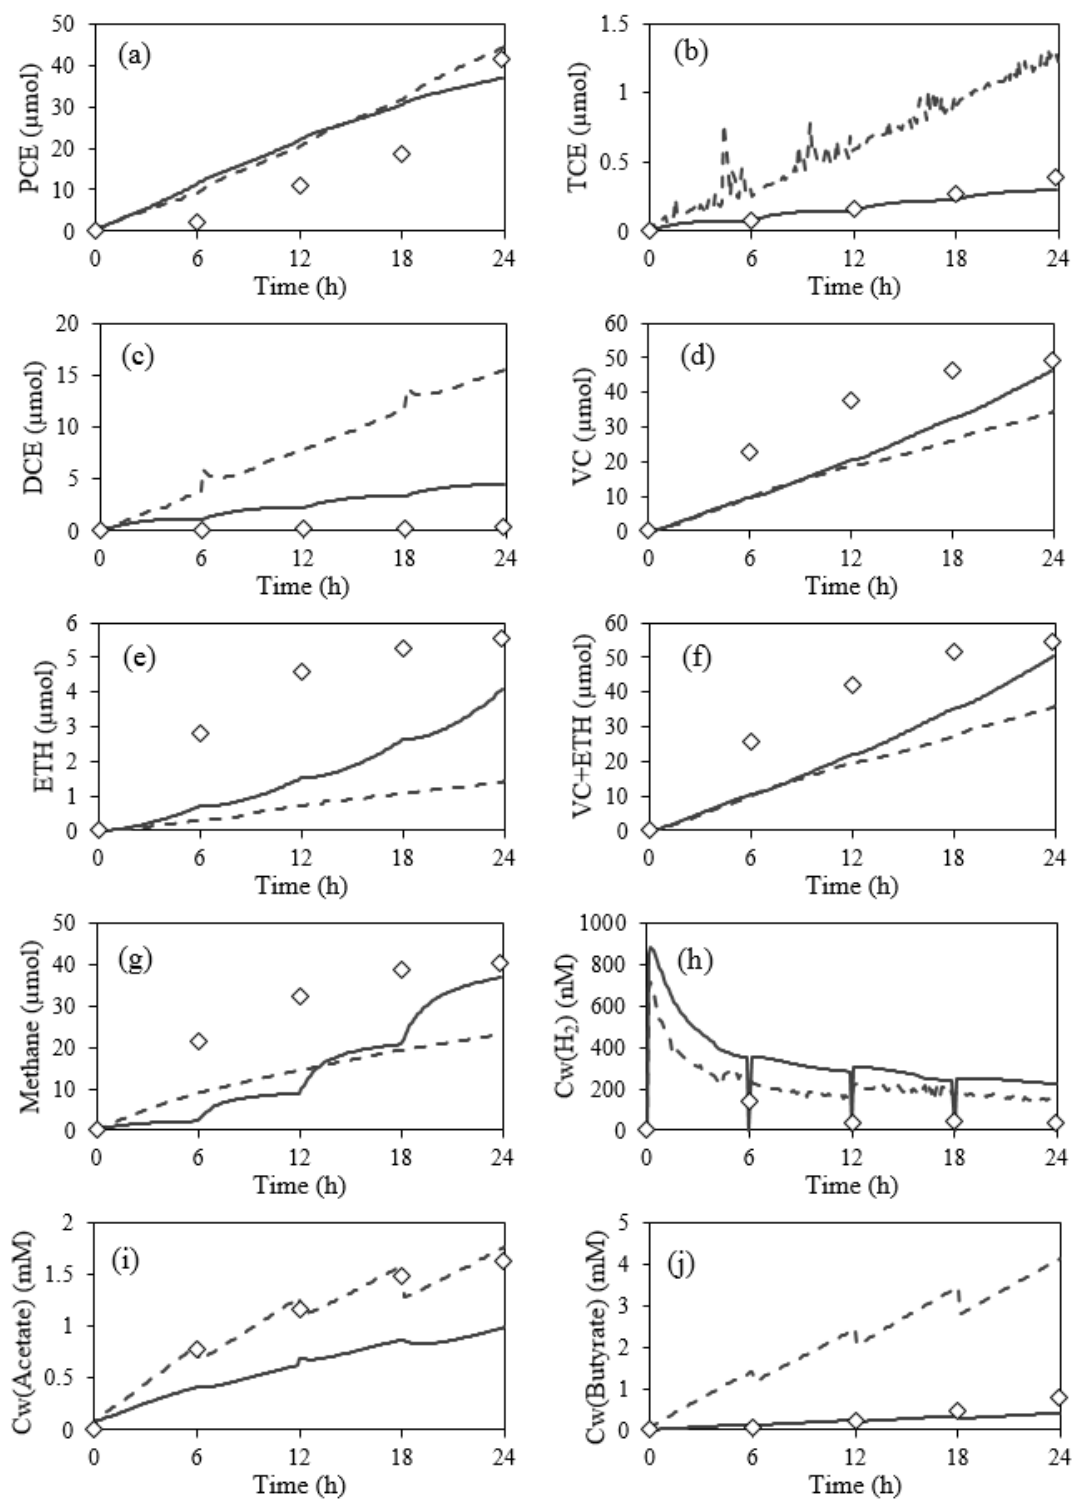 PCE (µmol)
50
40
30
20
10
0
(a)
0 6 12 18 24
Time (h)
TCE (µmol)
1.5
1
0.5
0
(b)
0 6 12 18 24
Time (h)
DCE (µmol)
20
15
10
5
0
(c)
0 6 12 18 24
Time (h)
VC (µmol)
60
50
40
30
20
10
0
(d)
0 6 12 18 24
Time (h)
ETH (µmol)
6
5
4
3
2
1
0
(e)
0 6 12 18 24
Time (h)
VC+ETH (µmol)
60
50
40
30
20
10
0
(f)
0 6 12 18 24
Time (h)
Methane (µmol)
50
40
30
20
10
0
(g)
0 6 12 18 24
Time (h)
Cw(H₂) (nM)
1000
800
600
400
200
0
(h)
0 6 12 18 24
Time (h)
Cw(Acetate) (mM)
2
1.5
1
0.5
0
(i)
0 6 12 18 24
Time (h)
Cw(Butyrate) (mM)
5
4
3
2
1
0
(j)
0 6 12 18 24
Time (h)